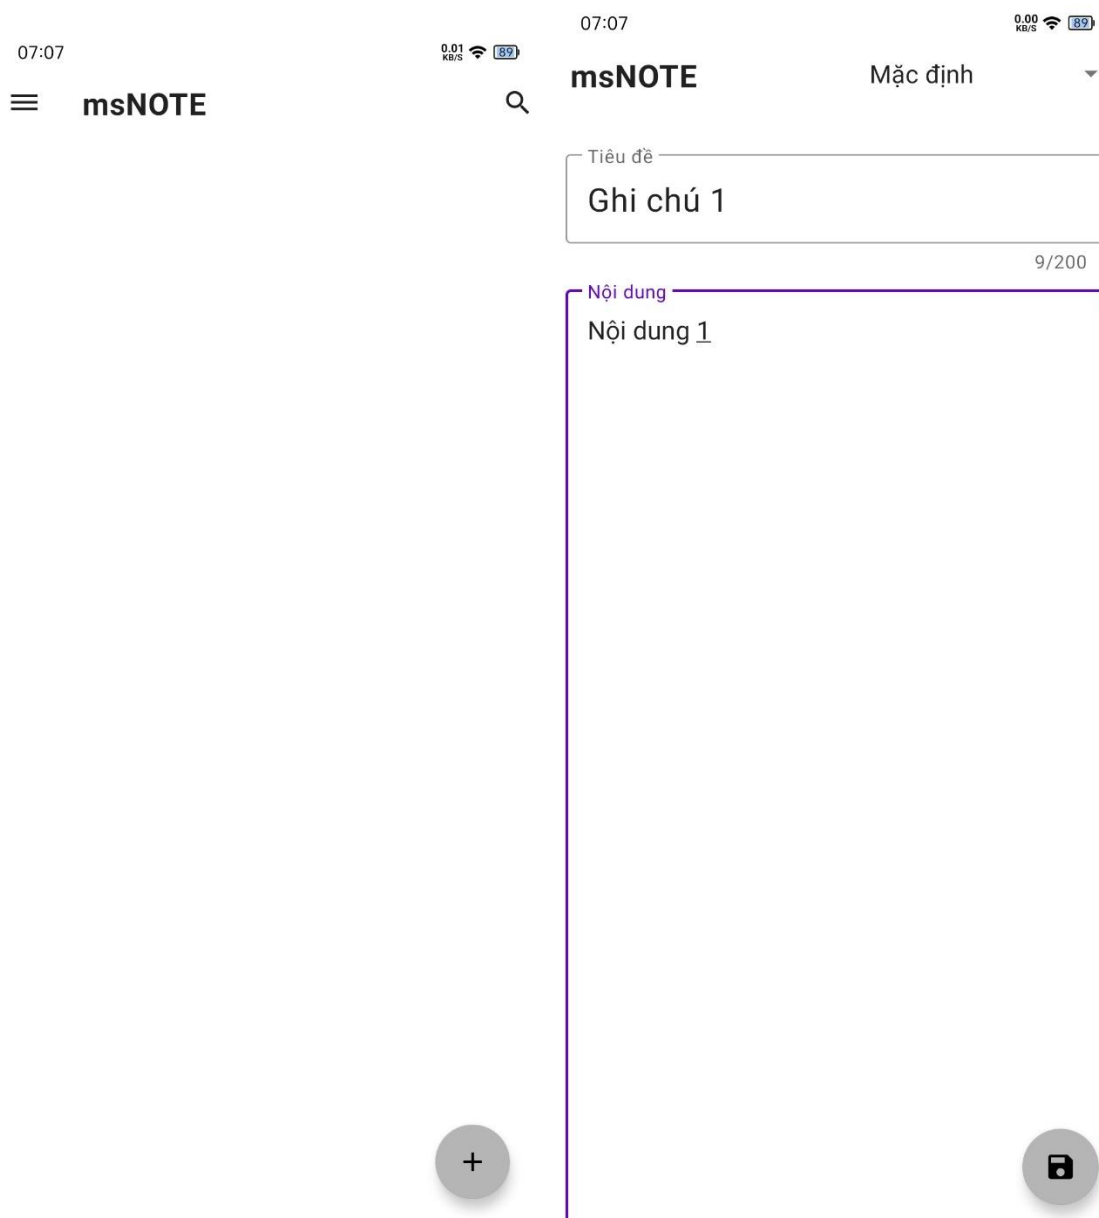 07:07
0.01
KB/S
89
msNOTE
07:07
0.00
KB/S
89
msNOTE
Mặc định
Tiêu đề
Ghi chú 1
9/200
Nội dung
Nội dung 1